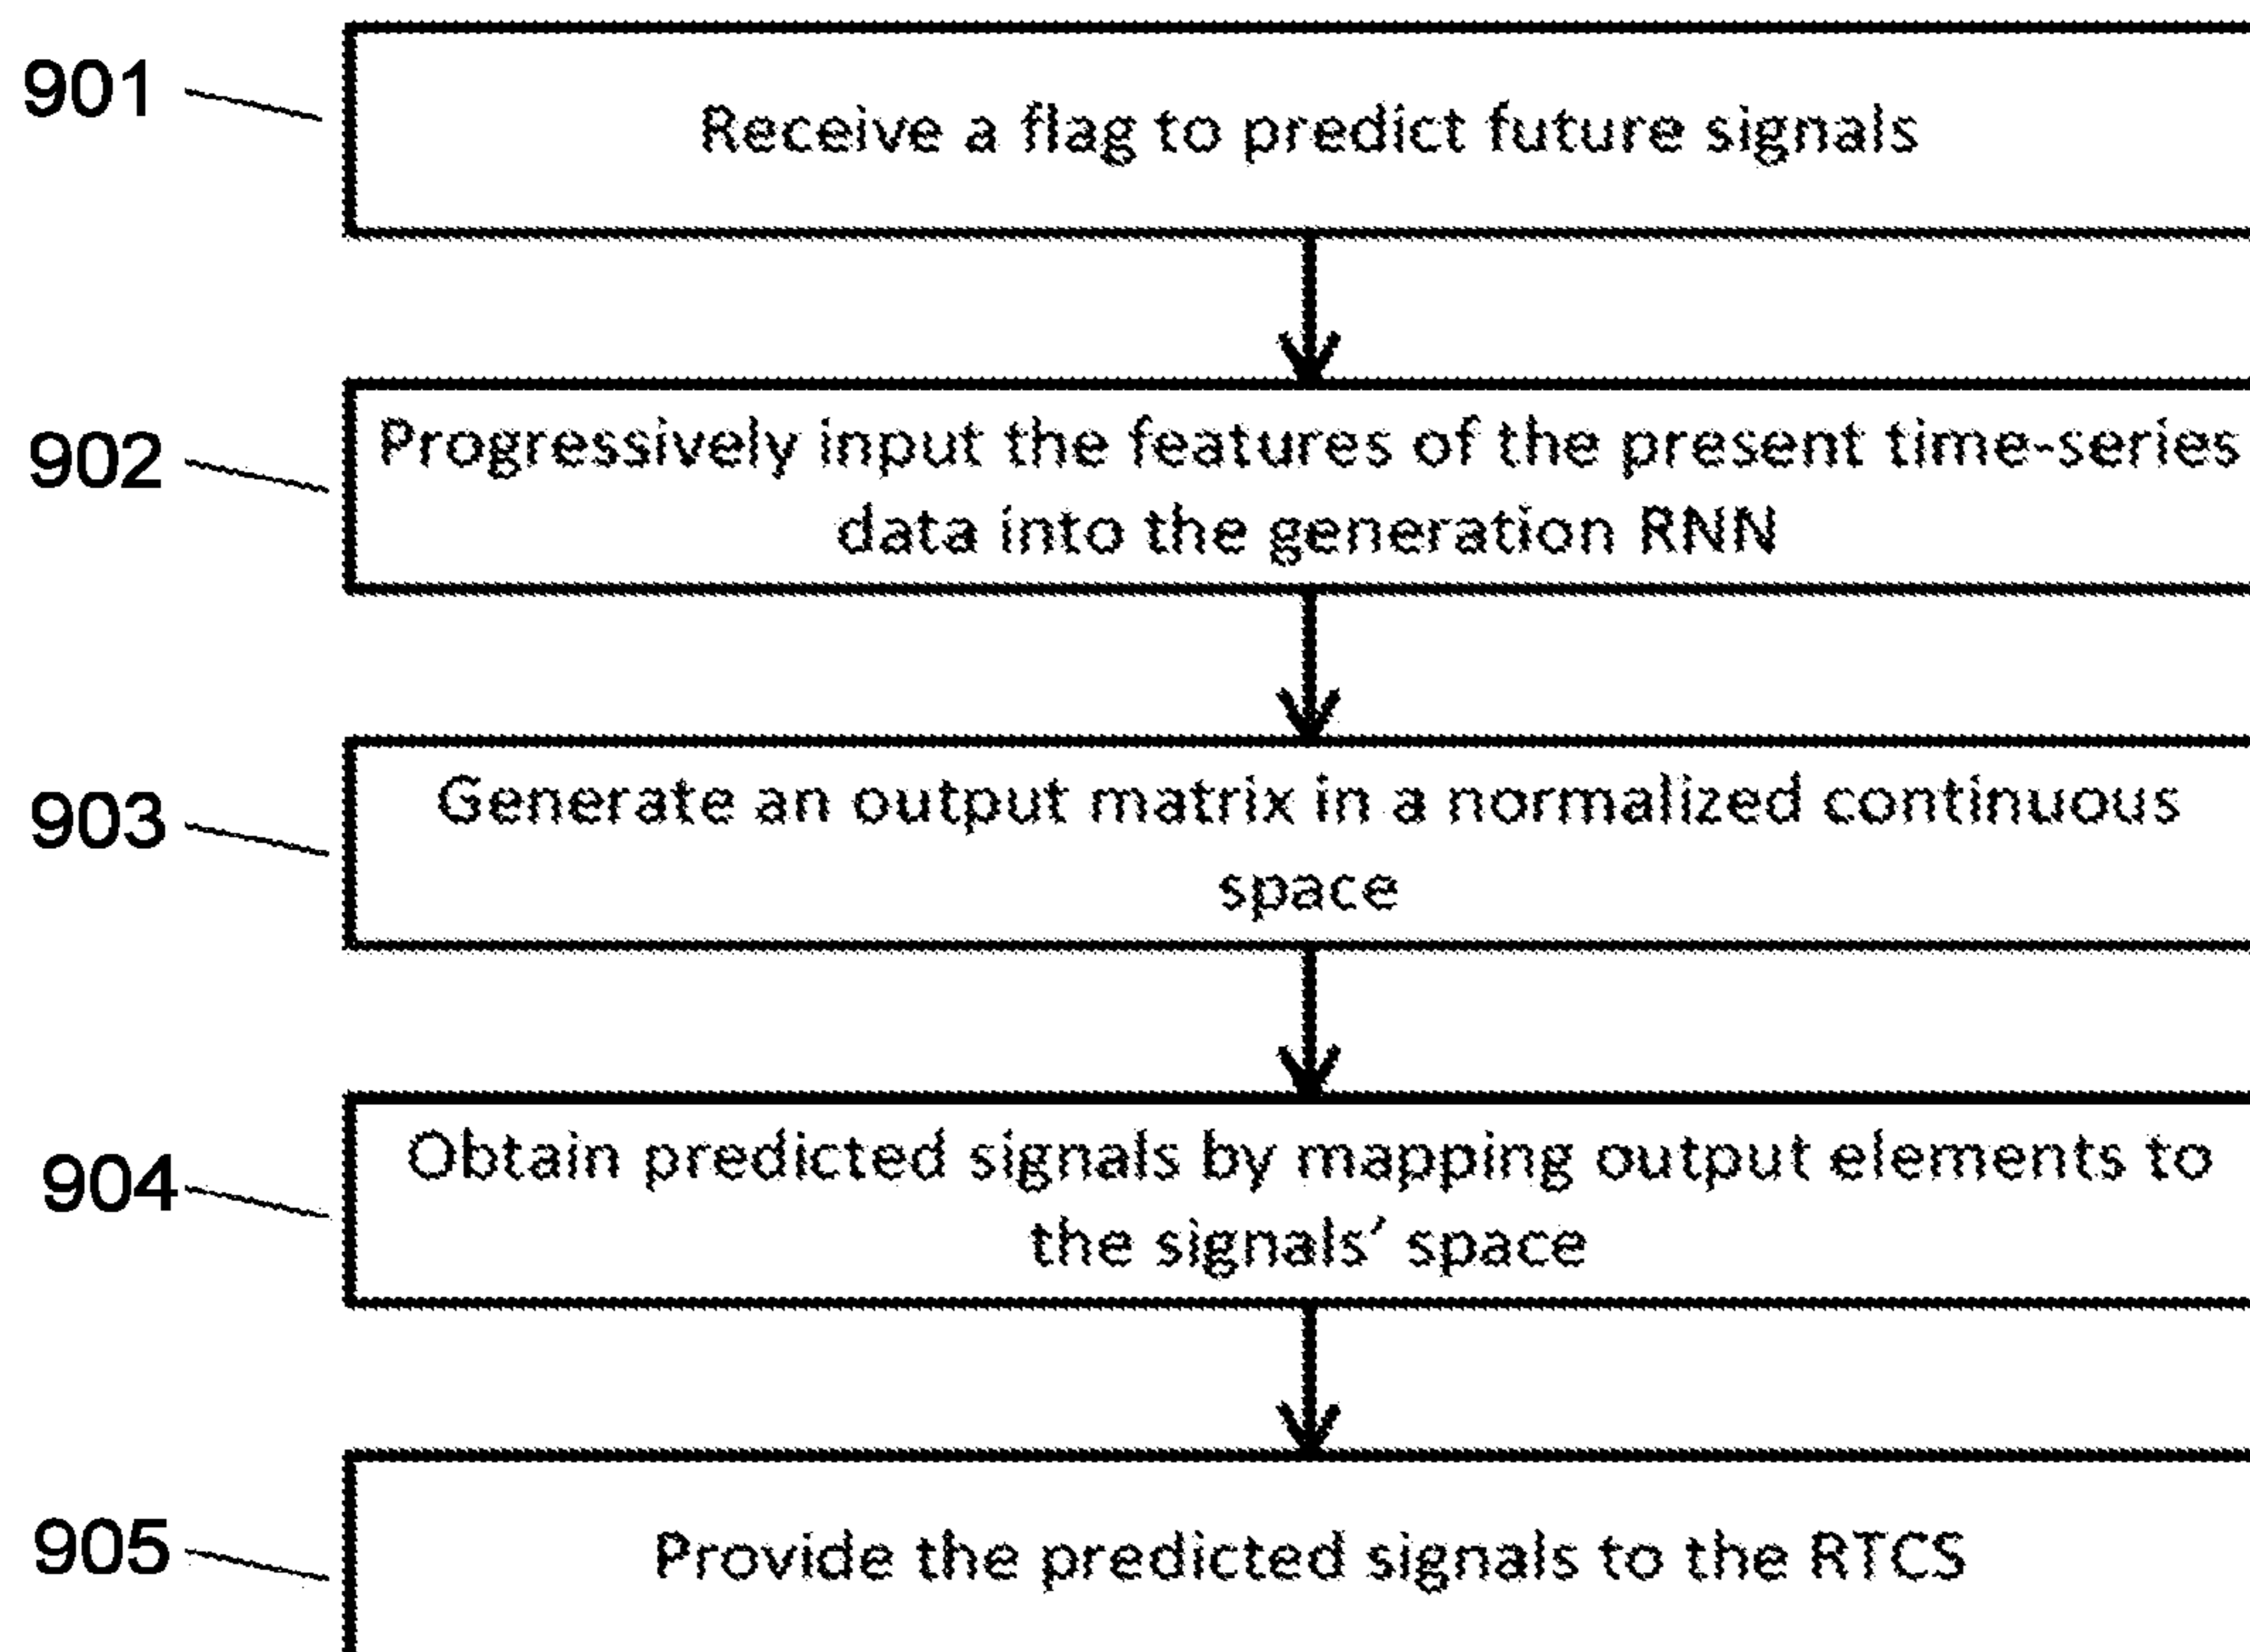 901
Receive a flag to predict future signals
902
Progressively input the features of the present time-series
data into the generation RNN
903
Generate an output matrix in a normalized continuous
space
904
Obtain predicted signals by mapping output elements to
the signals’ space
905
Provide the predicted signals to the RTCS